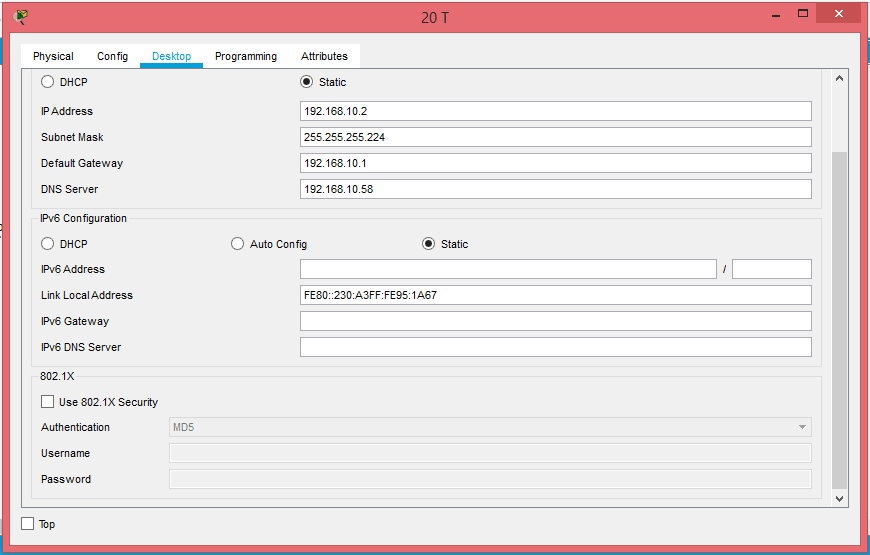 20 T
Physical Config Desktop Programming Attributes
DHCP Static
IP Address 192.168.10.2
Subnet Mask 255.255.255.224
Default Gateway 192.168.10.1
DNS Server 192.168.10.58
IPv6 Configuration
DHCP Auto Config Static
IPv6 Address /
Link Local Address FE80::230:A3FF:FE95:1A67
IPv6 Gateway
IPv6 DNS Server
802.1X
Use 802.1X Security
Authentication MD5
Username
Password
Top